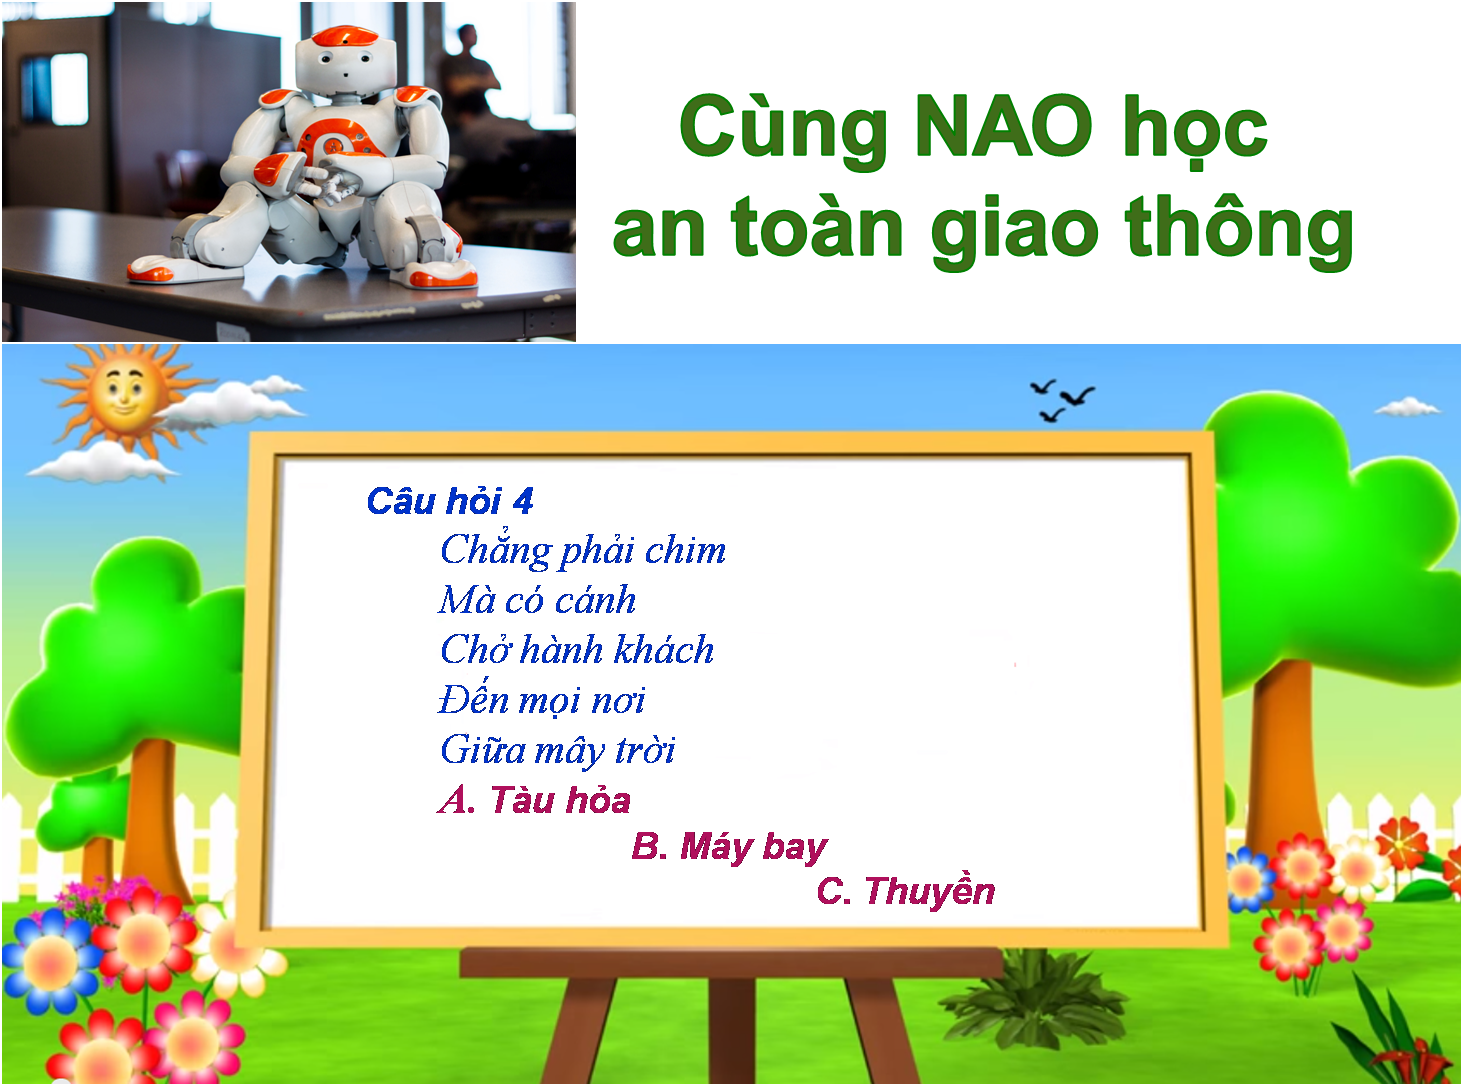 Cùng NAO học
an toàn giao thông
Câu hỏi 4
Chẳng phải chim
Mà có cánh
Chở hành khách
Đến mọi nơi
Giữa mây trời
A. Tàu hỏa
B. Máy bay
C. Thuyền